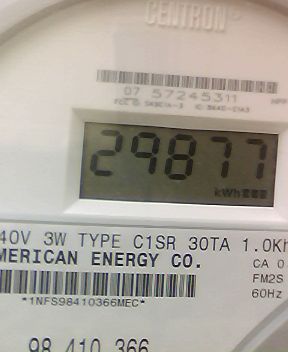 CENTRON®
07 57245311
29877
kWh
40V 3W TYPE C1SR 30TA 1.0Kh
MERICAN ENERGY CO.
CA 0
FM2S
60Hz
*1NFS98410366MEC*
98 410 366